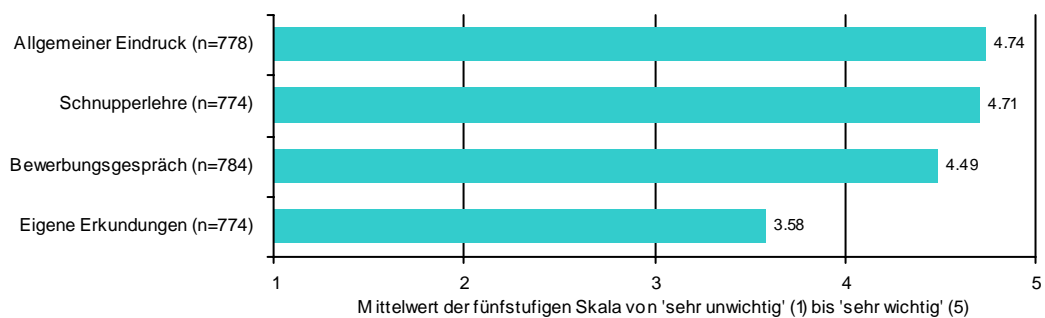 Allgemeiner Eindruck (n=778) 4.74
Schnupperlehre (n=774) 4.71
Bewerbungsgespräch (n=784) 4.49
Eigene Erkundungen (n=774) 3.58
1 2 3 4 5
Mittelwert der fünfstufigen Skala von 'sehr unwichtig' (1) bis 'sehr wichtig' (5)